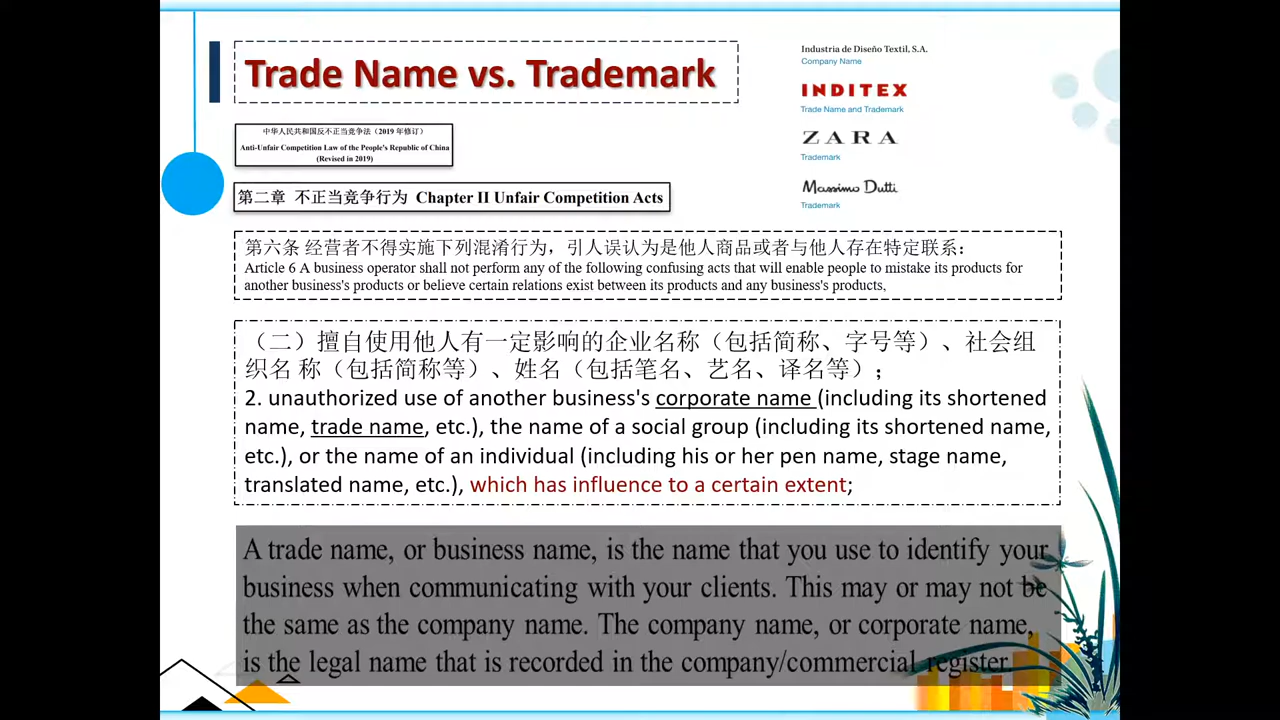 Trade Name vs. Trademark
Industria de Diseño Textil, S.A.
Company Name
INDITEX
Trade Name and Trademark
ZARA
Trademark
Massimo Dutti
Trademark
中华人民共和国反不正当竞争法（2019 年修订）
Anti-Unfair Competition Law of the People's Republic of China
(Revised in 2019)
第二章 不正当竞争行为 Chapter II Unfair Competition Acts
第六条 经营者不得实施下列混淆行为，引人误认为是他人商品或者与他人存在特定联系：
Article 6 A business operator shall not perform any of the following confusing acts that will enable people to mistake its products for
another business's products or believe certain relations exist between its products and any business's products,
（二）擅自使用他人有一定影响的企业名称（包括简称、字号等）、社会组
织名 称（包括简称等）、姓名（包括笔名、艺名、译名等）；
2. unauthorized use of another business's corporate name (including its shortened
name, trade name, etc.), the name of a social group (including its shortened name,
etc.), or the name of an individual (including his or her pen name, stage name,
translated name, etc.), which has influence to a certain extent;
A trade name, or business name, is the name that you use to identify your
business when communicating with your clients. This may or may not be
the same as the company name. The company name, or corporate name,
is the legal name that is recorded in the company/commercial register.